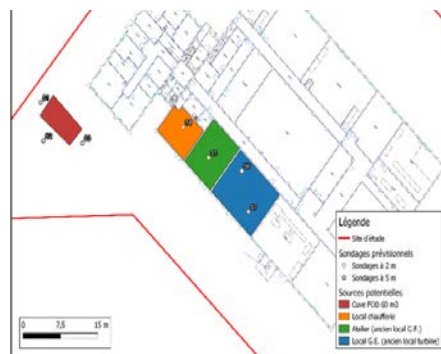 Légende
Site d'étude
Sondages prévisionnels
Sondages à 2 m
Sondages à 5 m
Sources potentielles
Cuve FOD 60 m3
Local chaufferie
Atelier (ancien local G.F.)
Local G.E. (ancien local turbine)
0 7,5 15 m